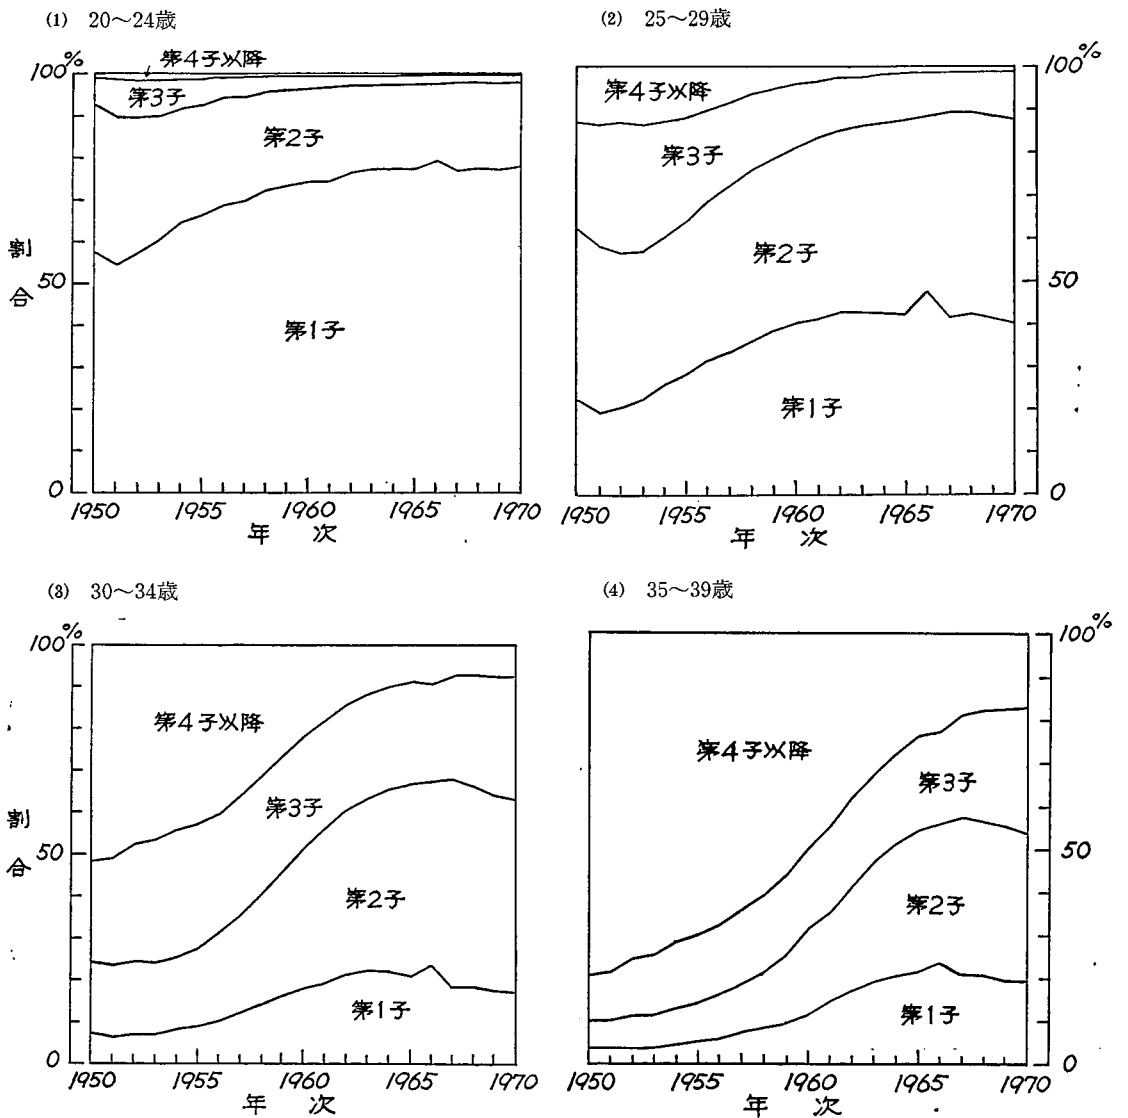 (1) 20〜24歳
100%
第4子以降
第3子
第2子
第1子
割合
50
0
1950 1955 1960 1965 1970
年次
(2) 25〜29歳
100%
第4子以降
第3子
第2子
第1子
50
0
1950 1955 1960 1965 1970
年次
(3) 30〜34歳
100%
第4子以降
第3子
第2子
第1子
割合
50
0
1950 1955 1960 1965 1970
年次
(4) 35〜39歳
100%
第4子以降
第3子
第2子
第1子
50
0
1950 1955 1960 1965 1970
年次